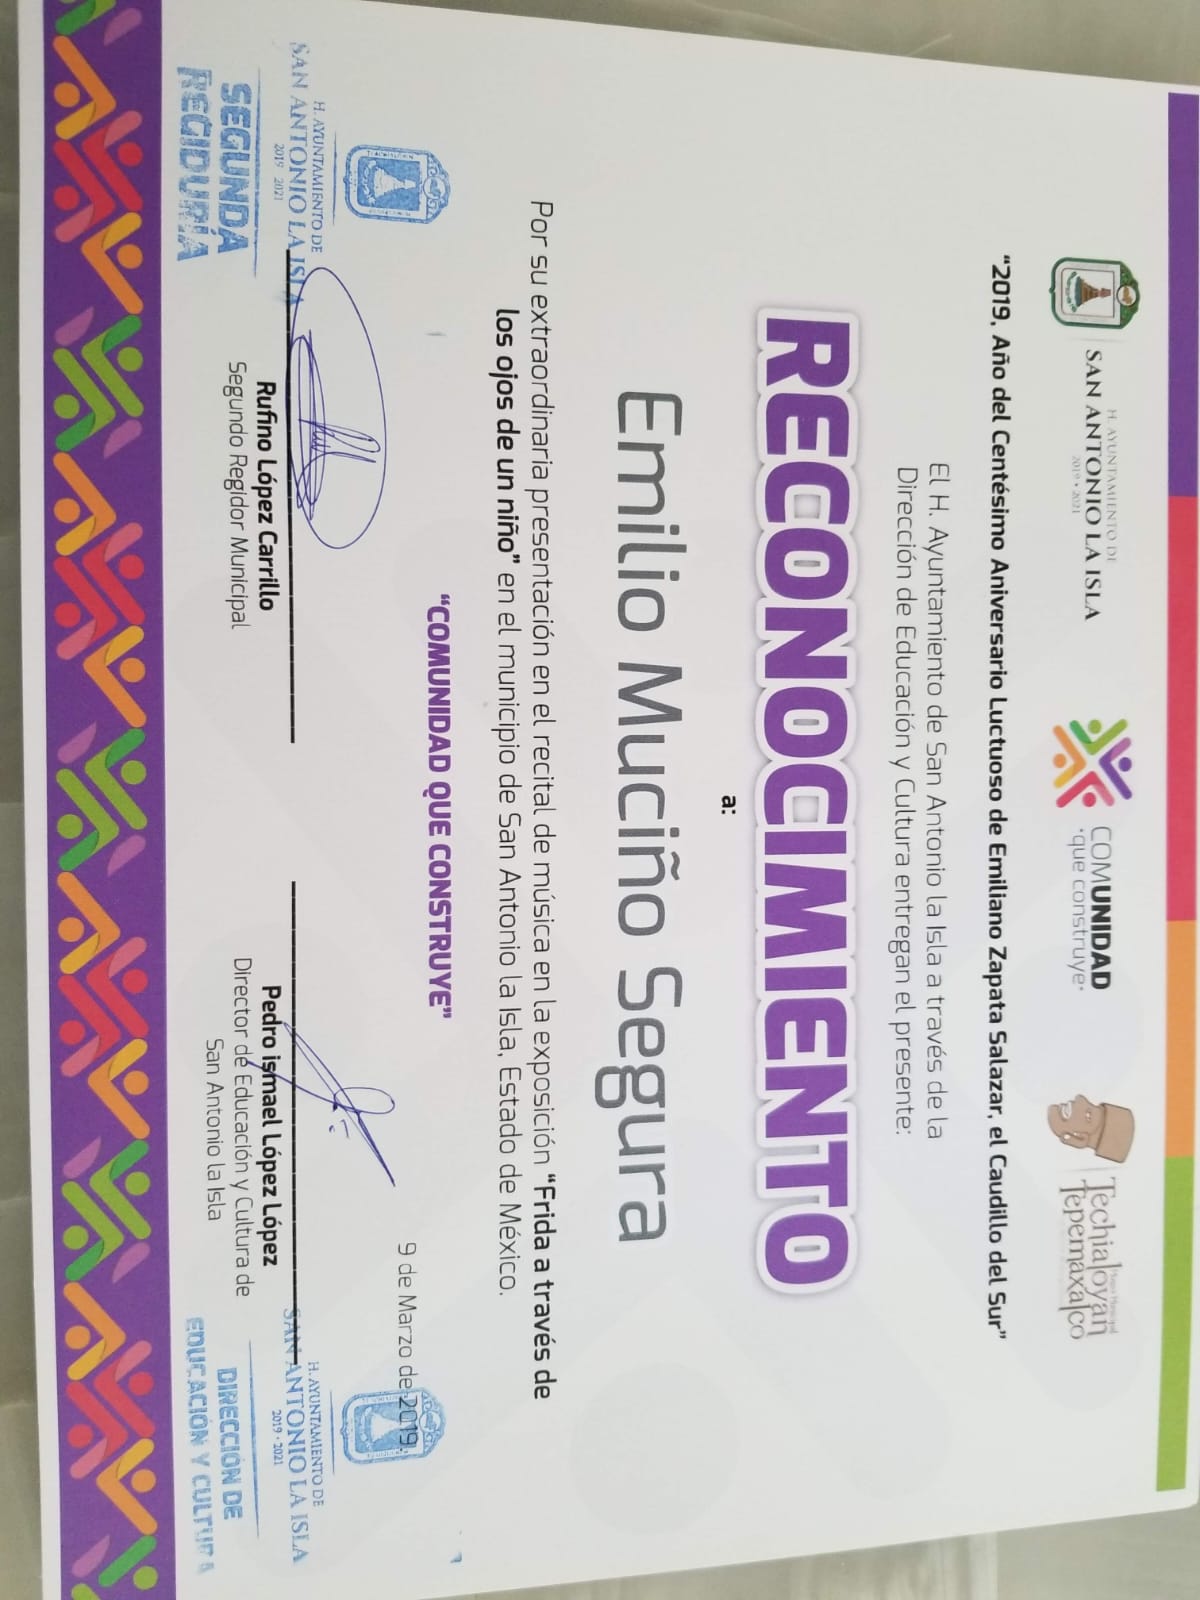 H. AYUNTAMIENTO DE
SAN ANTONIO LA ISLA
2019 • 2021
COMUNIDAD
"que construye"
Museo Municipal
Techialoyan
Tepemaxalco
"2019. Año del Centésimo Aniversario Luctuoso de Emiliano Zapata Salazar, el Caudillo del Sur"
El H. Ayuntamiento de San Antonio la Isla a través de la
Dirección de Educación y Cultura entregan el presente:
RECONOCIMIENTO
a:
Emilio Muciño Segura
Por su extraordinaria presentación en el recital de música en la exposición "Frida a través de
los ojos de un niño" en el municipio de San Antonio la Isla, Estado de México.
"COMUNIDAD QUE CONSTRUYE"
9 de Marzo de 2019.
H. AYUNTAMIENTO DE
SAN ANTONIO LA ISLA
2019 2021
SEGUNDA
REGIDURÍA
Rufino López Carrillo
Segundo Regidor Municipal
Pedro ismael López López
Director de Educación y Cultura de
San Antonio la Isla
H. AYUNTAMIENTO DE
SAN ANTONIO LA ISLA
2019 • 2021
DIRECCIÓN DE
EDUCACIÓN Y CULTURA